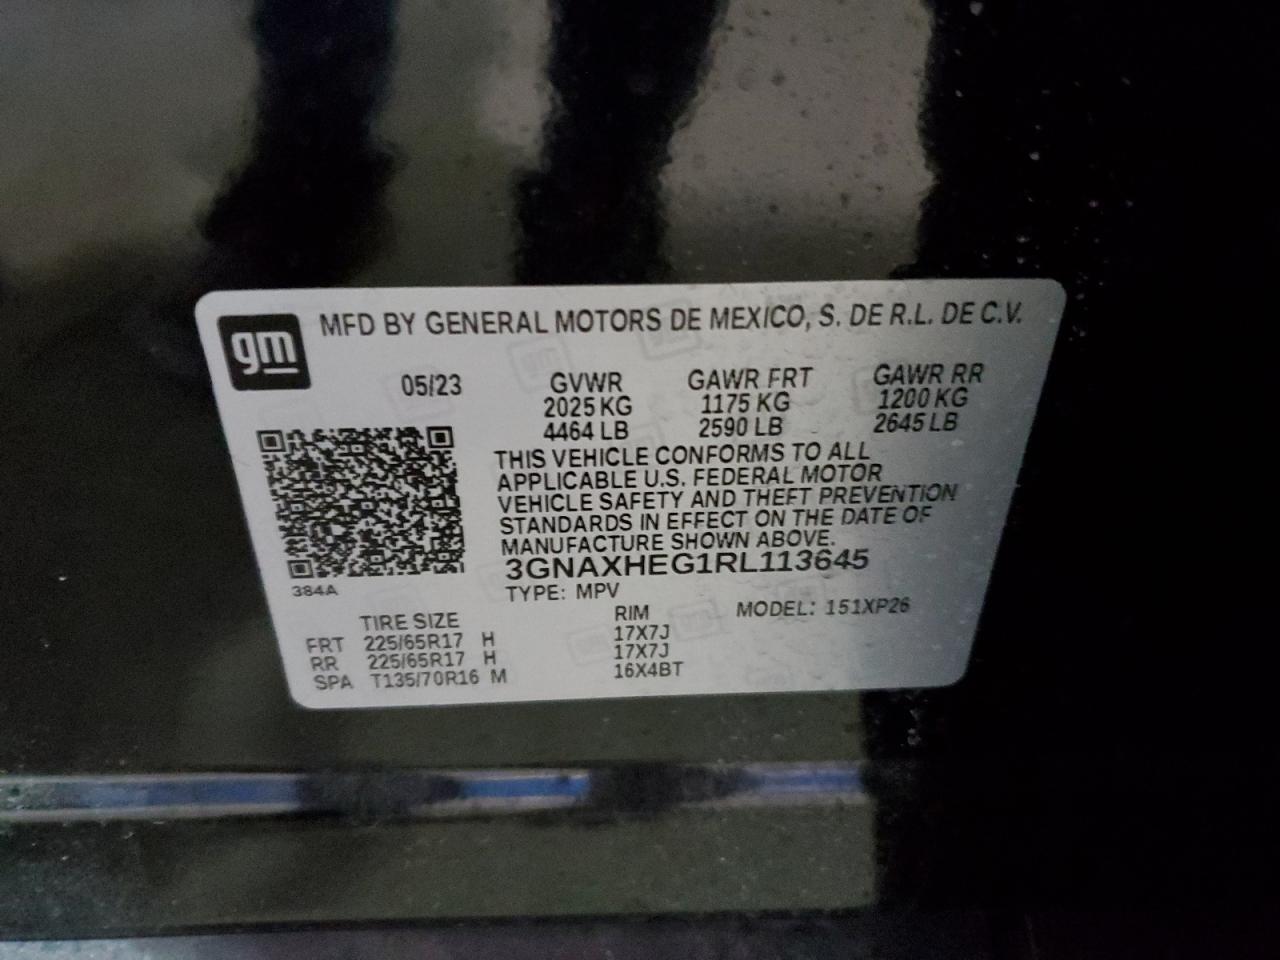 gm
MFD BY GENERAL MOTORS DE MEXICO, S. DE R.L. DE C.V.
05/23 GVWR GAWR FRT GAWR RR
2025 KG 1175 KG 1200 KG
4464 LB 2590 LB 2645 LB
THIS VEHICLE CONFORMS TO ALL
APPLICABLE U.S. FEDERAL MOTOR
VEHICLE SAFETY AND THEFT PREVENTION
STANDARDS IN EFFECT ON THE DATE OF
MANUFACTURE SHOWN ABOVE.
3GNAXHEG1RL113645
384A
TYPE: MPV
TIRE SIZE RIM MODEL: 151XP26
FRT 225/65R17 H 17X7J
RR 225/65R17 H 17X7J
SPA T135/70R16 M 16X4BT